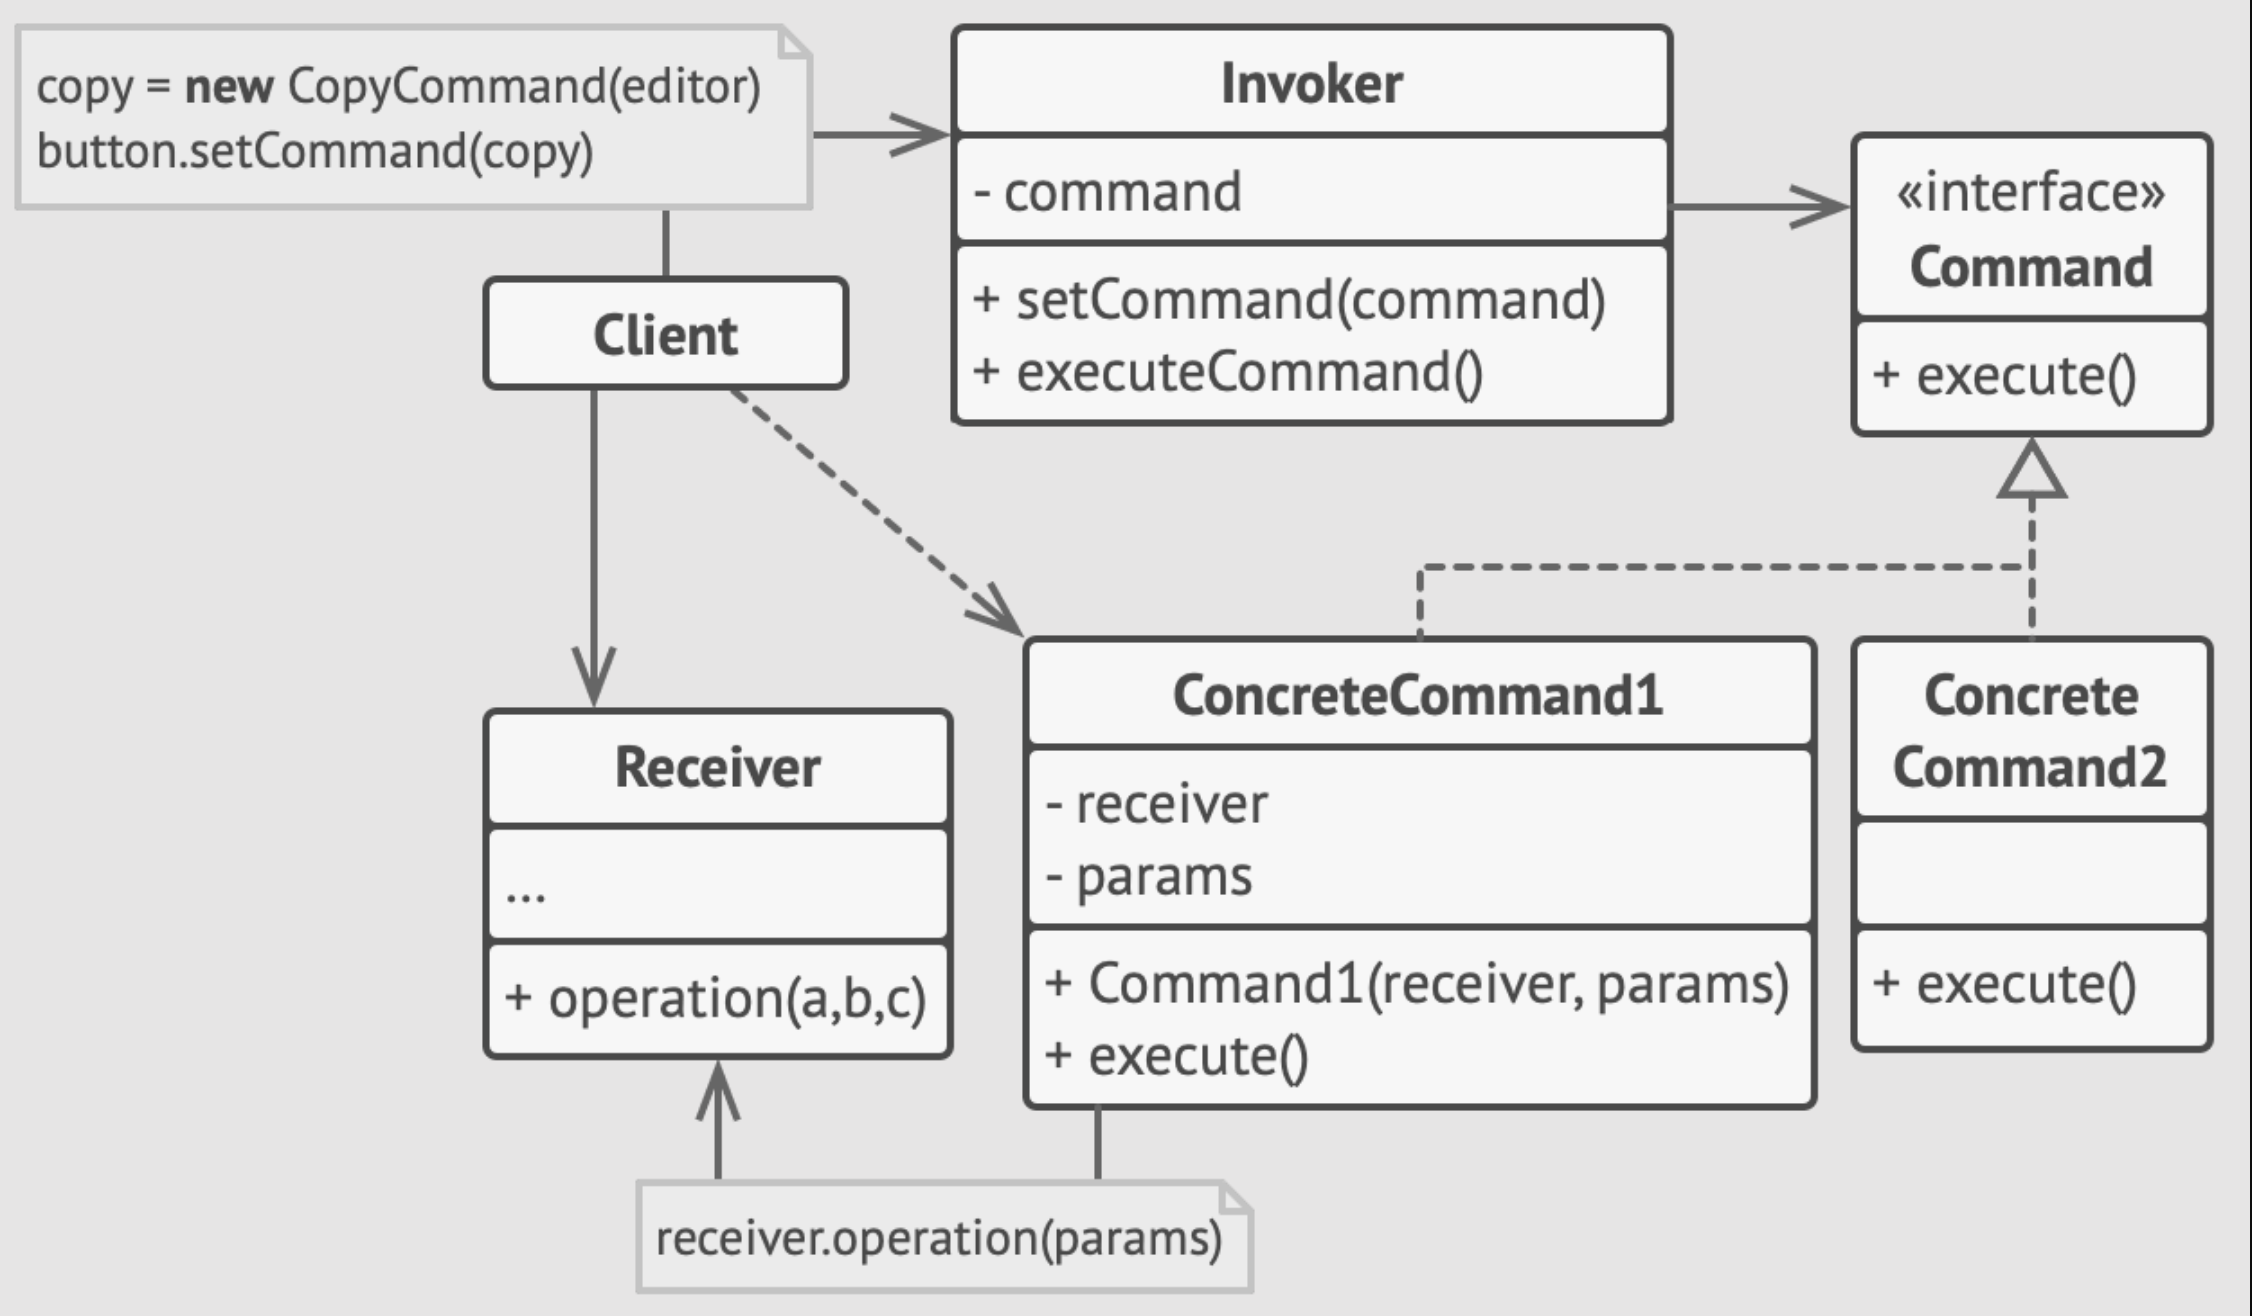 copy = new CopyCommand(editor)
button.setCommand(copy)
Invoker
- command
+ setCommand(command)
+ executeCommand()
«interface»
Command
+ execute()
Client
Receiver
...
+ operation(a,b,c)
ConcreteCommand1
- receiver
- params
+ Command1(receiver, params)
+ execute()
Concrete
Command2
+ execute()
receiver.operation(params)